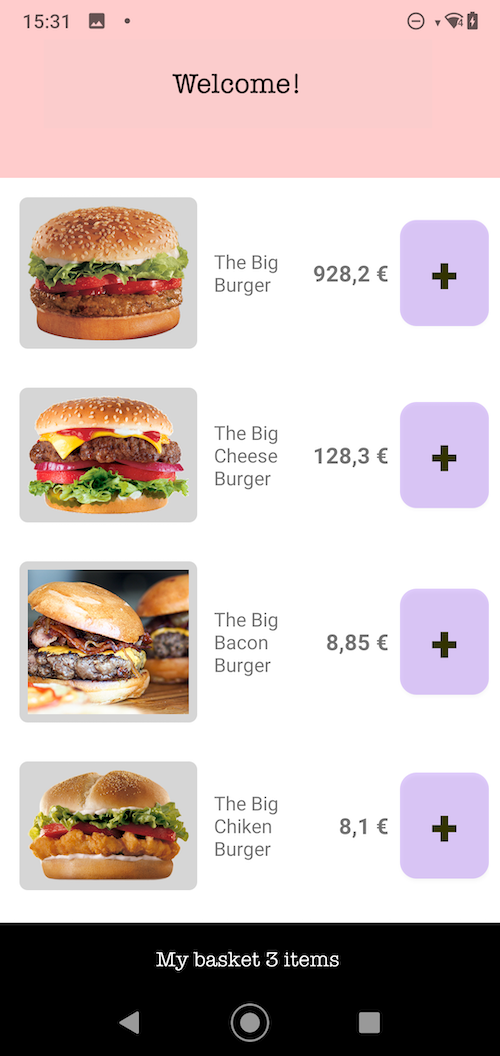 15:31
Welcome!
The Big
Burger
928,2 €
The Big
Cheese
Burger
128,3 €
The Big
Bacon
Burger
8,85 €
The Big
Chiken
Burger
8,1 €
My basket 3 items